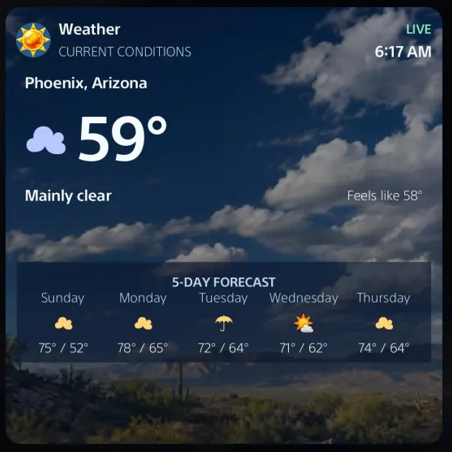 Weather
LIVE
CURRENT CONDITIONS
6:17 AM
Phoenix, Arizona
59°
Mainly clear
Feels like 58°
5-DAY FORECAST
Sunday Monday Tuesday Wednesday Thursday
75° / 52° 78° / 65° 72° / 64° 71° / 62° 74° / 64°